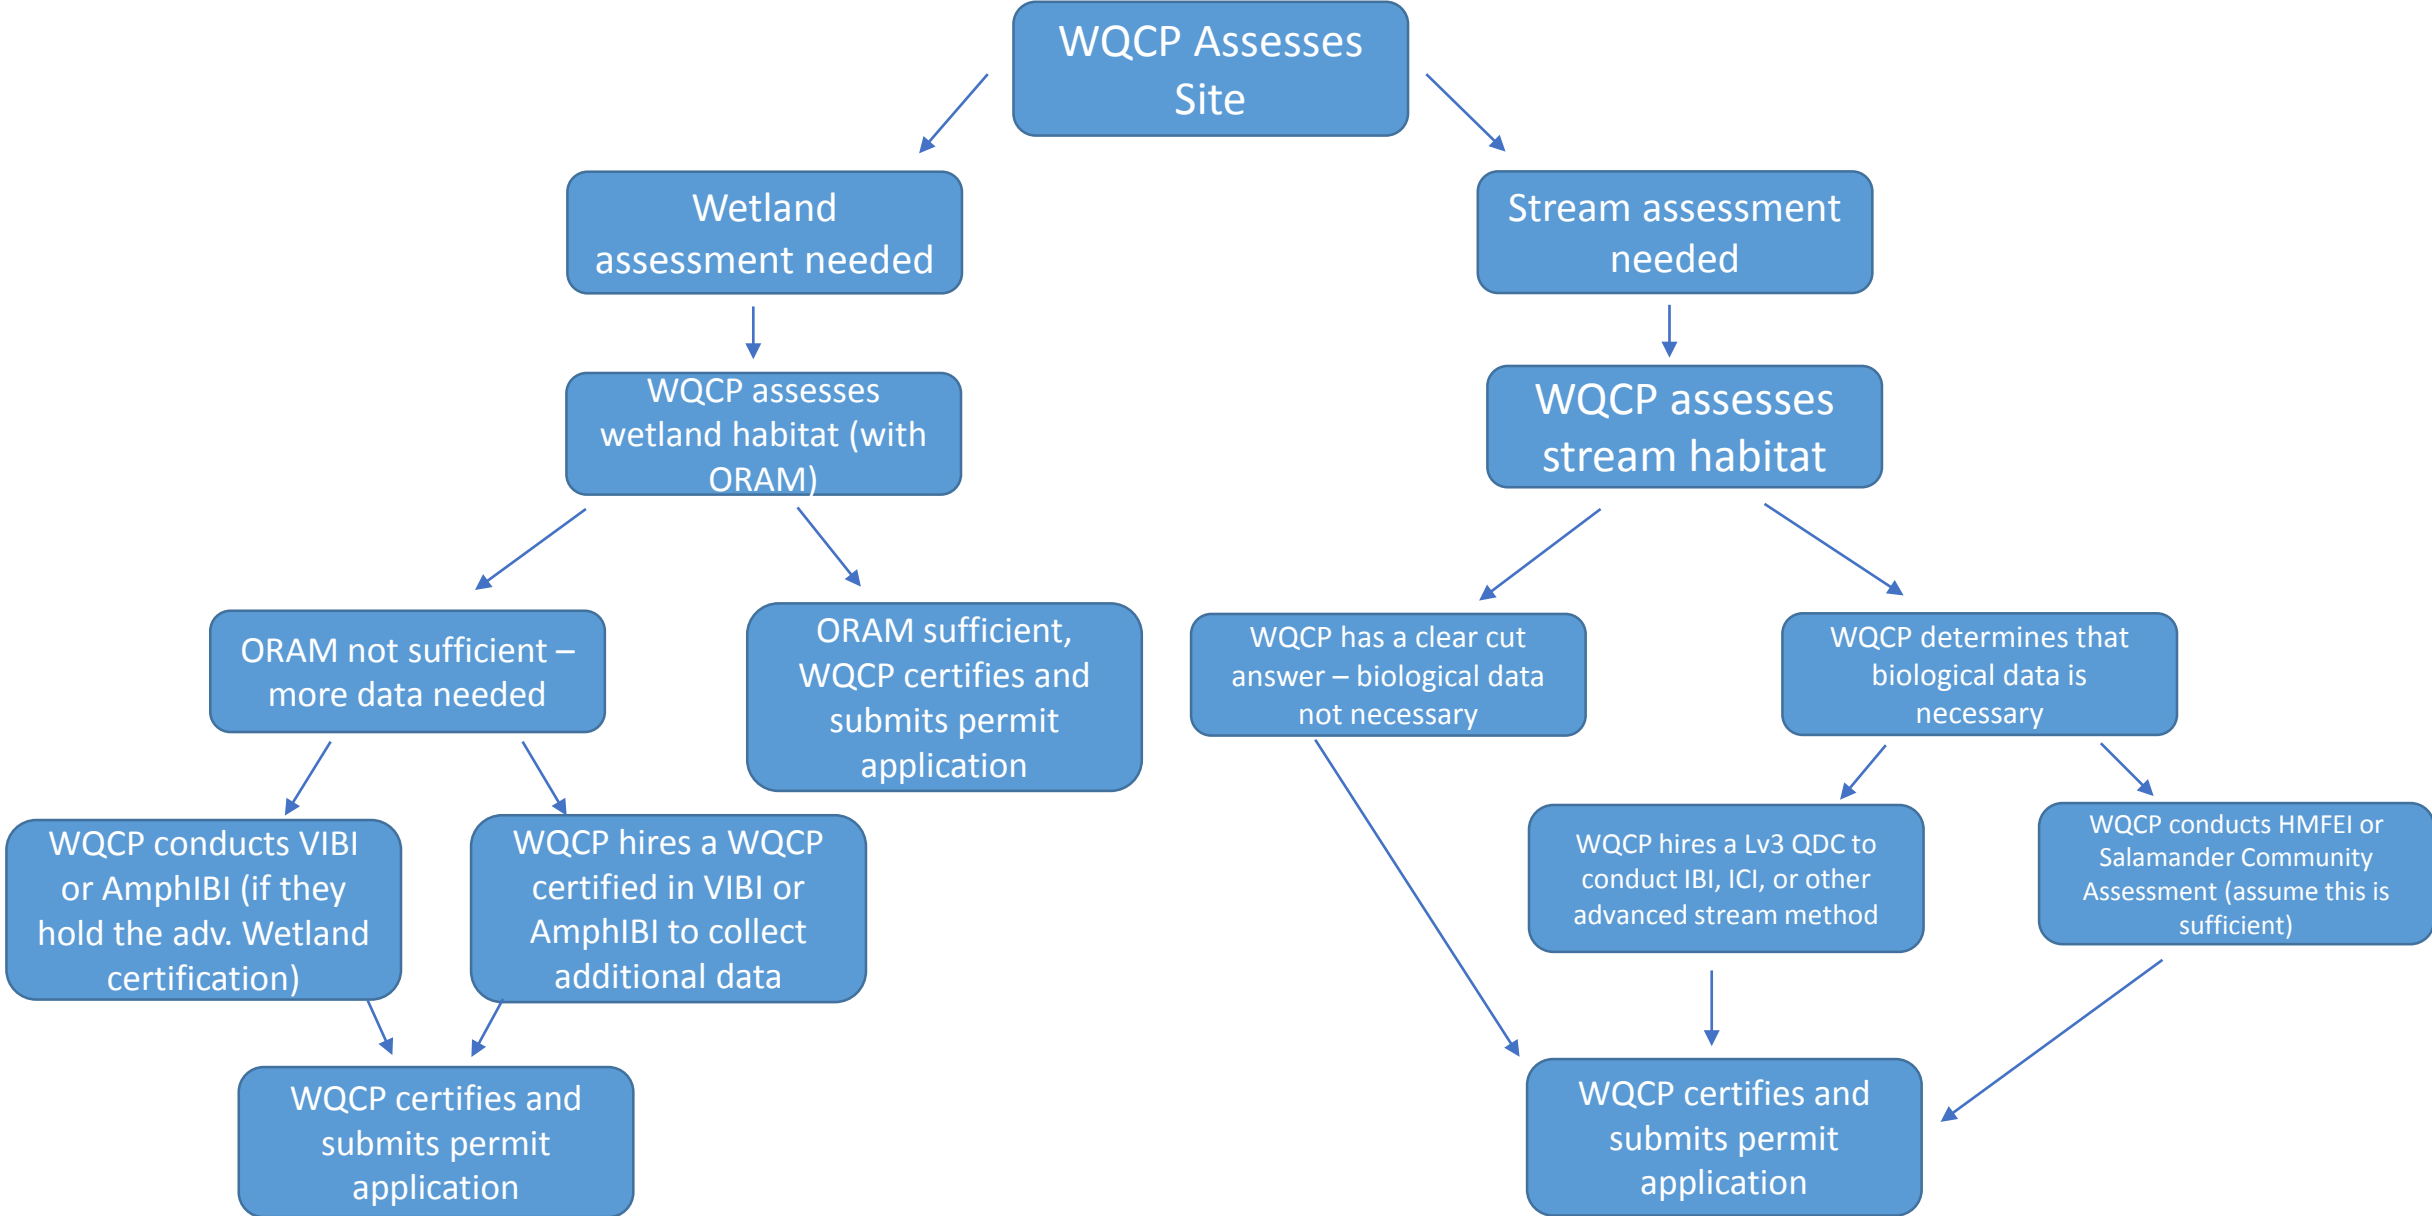 WQCP Assesses
Site
Wetland
assessment needed
Stream assessment
needed
WQCP assesses
wetland habitat (with
ORAM)
WQCP assesses
stream habitat
ORAM not sufficient –
more data needed
ORAM sufficient,
WQCP certifies and
submits permit
application
WQCP has a clear cut
answer – biological data
not necessary
WQCP determines that
biological data is
necessary
WQCP conducts VIBI
or AmphIBI (if they
hold the adv. Wetland
certification)
WQCP hires a WQCP
certified in VIBI or
AmphIBI to collect
additional data
WQCP hires a Lv3 QDC to
conduct IBI, ICI, or other
advanced stream method
WQCP conducts HMFEI or
Salamander Community
Assessment (assume this is
sufficient)
WQCP certifies and
submits permit
application
WQCP certifies and
submits permit
application